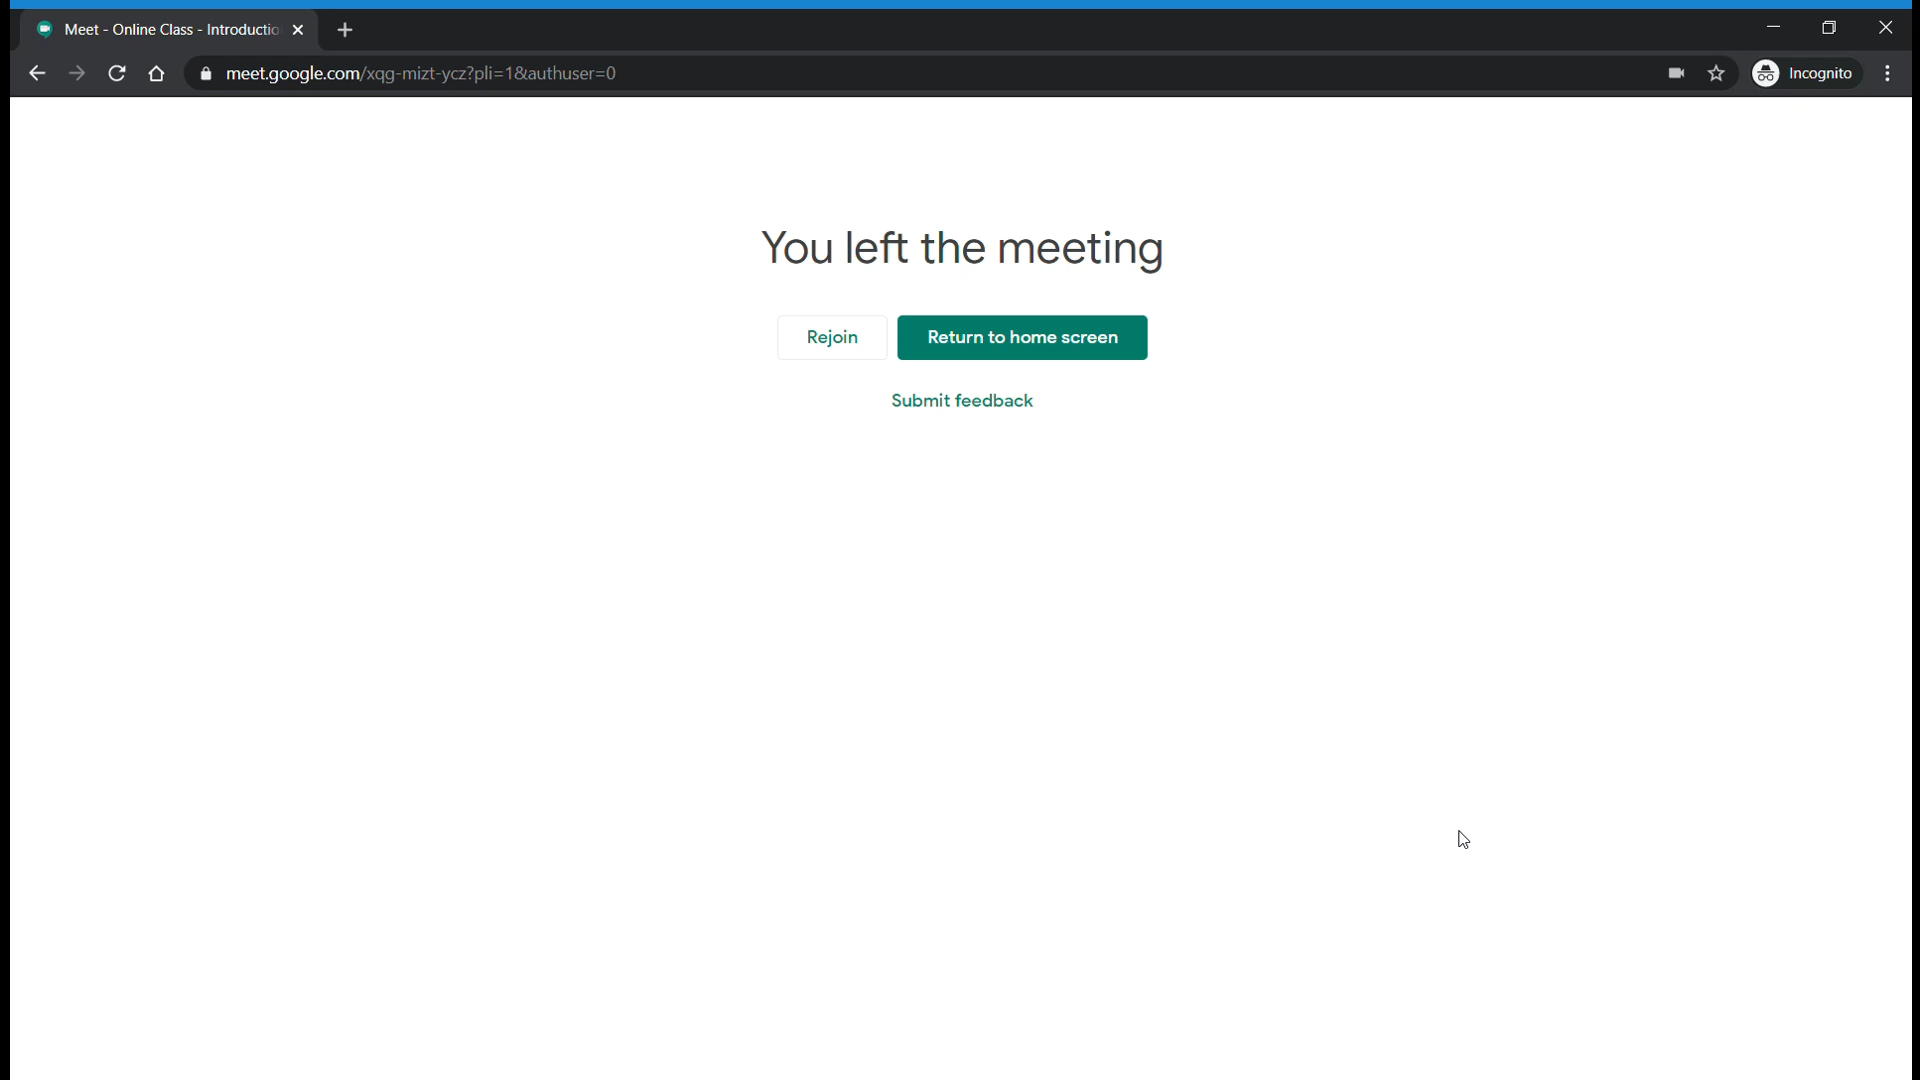 Meet - Online Class - Introductio
meet.google.com/xqg-mizt-ycz?pli=1&authuser=0
Incognito
You left the meeting
Rejoin
Return to home screen
Submit feedback